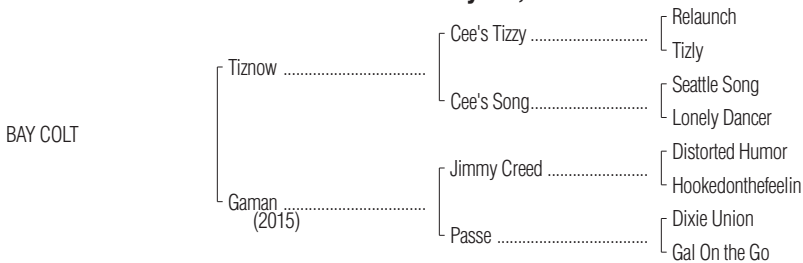 Relaunch
Cee's Tizzy ........................
Tizly
Tiznow .............................
Seattle Song
Cee's Song........................
Lonely Dancer
BAY COLT
Distorted Humor
Jimmy Creed .....................
Hookedonthefeelin
Gaman .............................
(2015)
Dixie Union
Passe ...............................
Gal On the Go